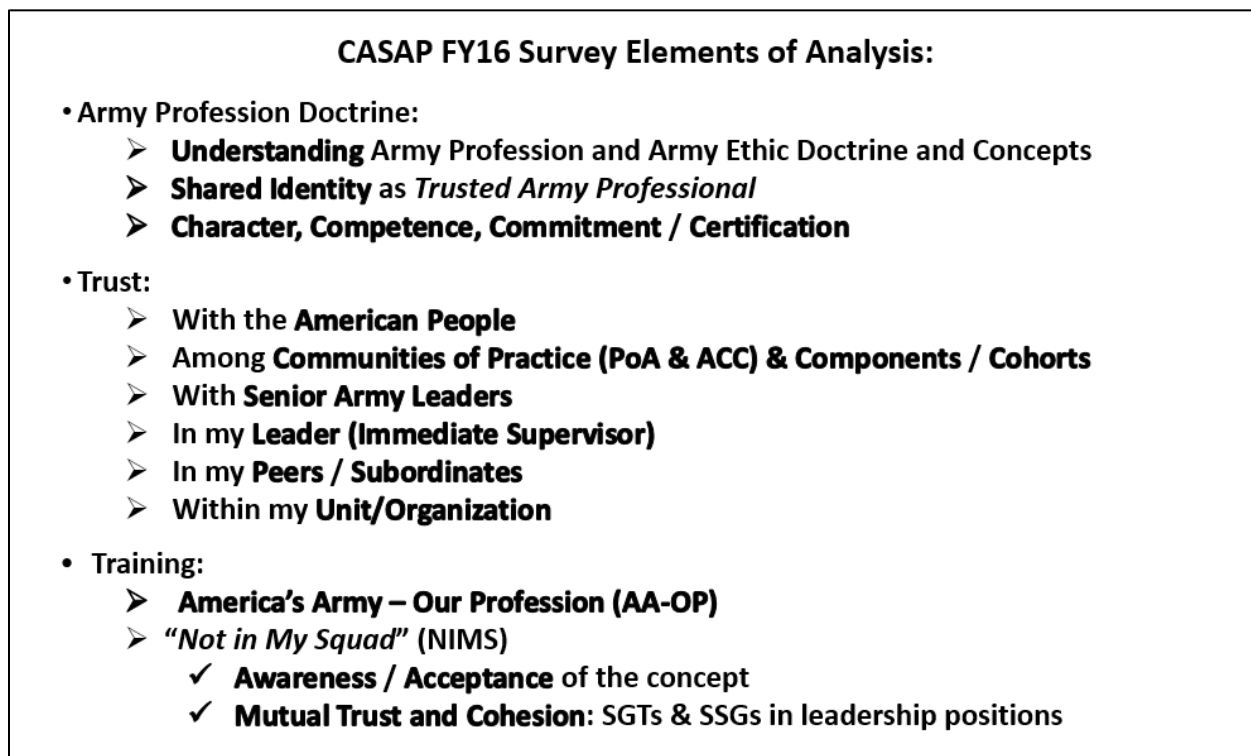 CASAP FY16 Survey Elements of Analysis:
• Army Profession Doctrine:
➢ Understanding Army Profession and Army Ethic Doctrine and Concepts
➢ Shared Identity as Trusted Army Professional
➢ Character, Competence, Commitment / Certification
• Trust:
➢ With the American People
➢ Among Communities of Practice (PoA & ACC) & Components / Cohorts
➢ With Senior Army Leaders
➢ In my Leader (Immediate Supervisor)
➢ In my Peers / Subordinates
➢ Within my Unit/Organization
• Training:
➢ America’s Army – Our Profession (AA-OP)
➢ “Not in My Squad” (NIMS)
✓ Awareness / Acceptance of the concept
✓ Mutual Trust and Cohesion: SGTs & SSGs in leadership positions